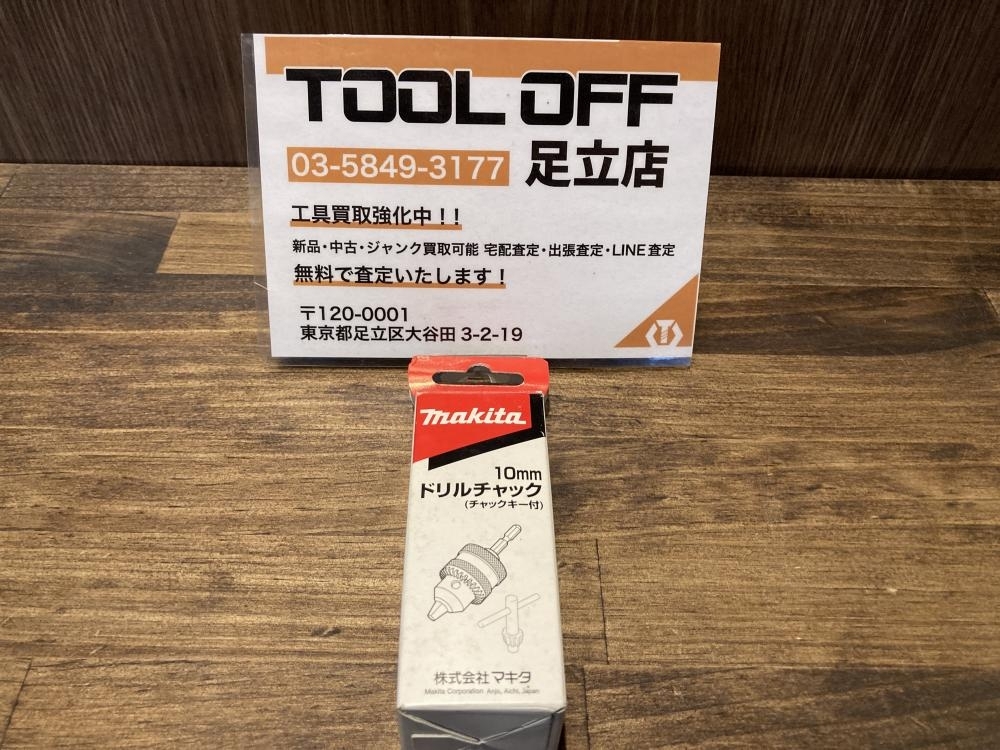 TOOL OFF
03-5849-3177 足立店
工具買取強化中！！
新品・中古・ジャンク買取可能 宅配査定・出張査定・LINE査定
無料で査定いたします！
〒120-0001
東京都足立区大谷田 3-2-19
makita
10mm
ドリルチャック
(チャックキー付)
株式会社マキタ
Makita Corporation Anjo, Aichi, Japan